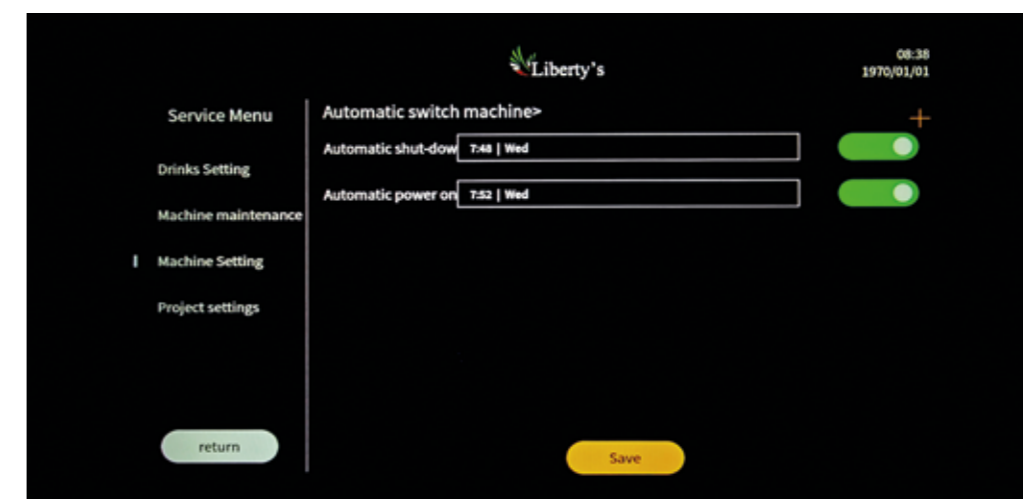 Liberty's
08:38
1970/01/01
Service Menu
Drinks Setting
Machine maintenance
Machine Setting
Project settings
return
Automatic switch machine>
+
Automatic shut-dow 7:48 | Wed
Automatic power on 7:52 | Wed
Save